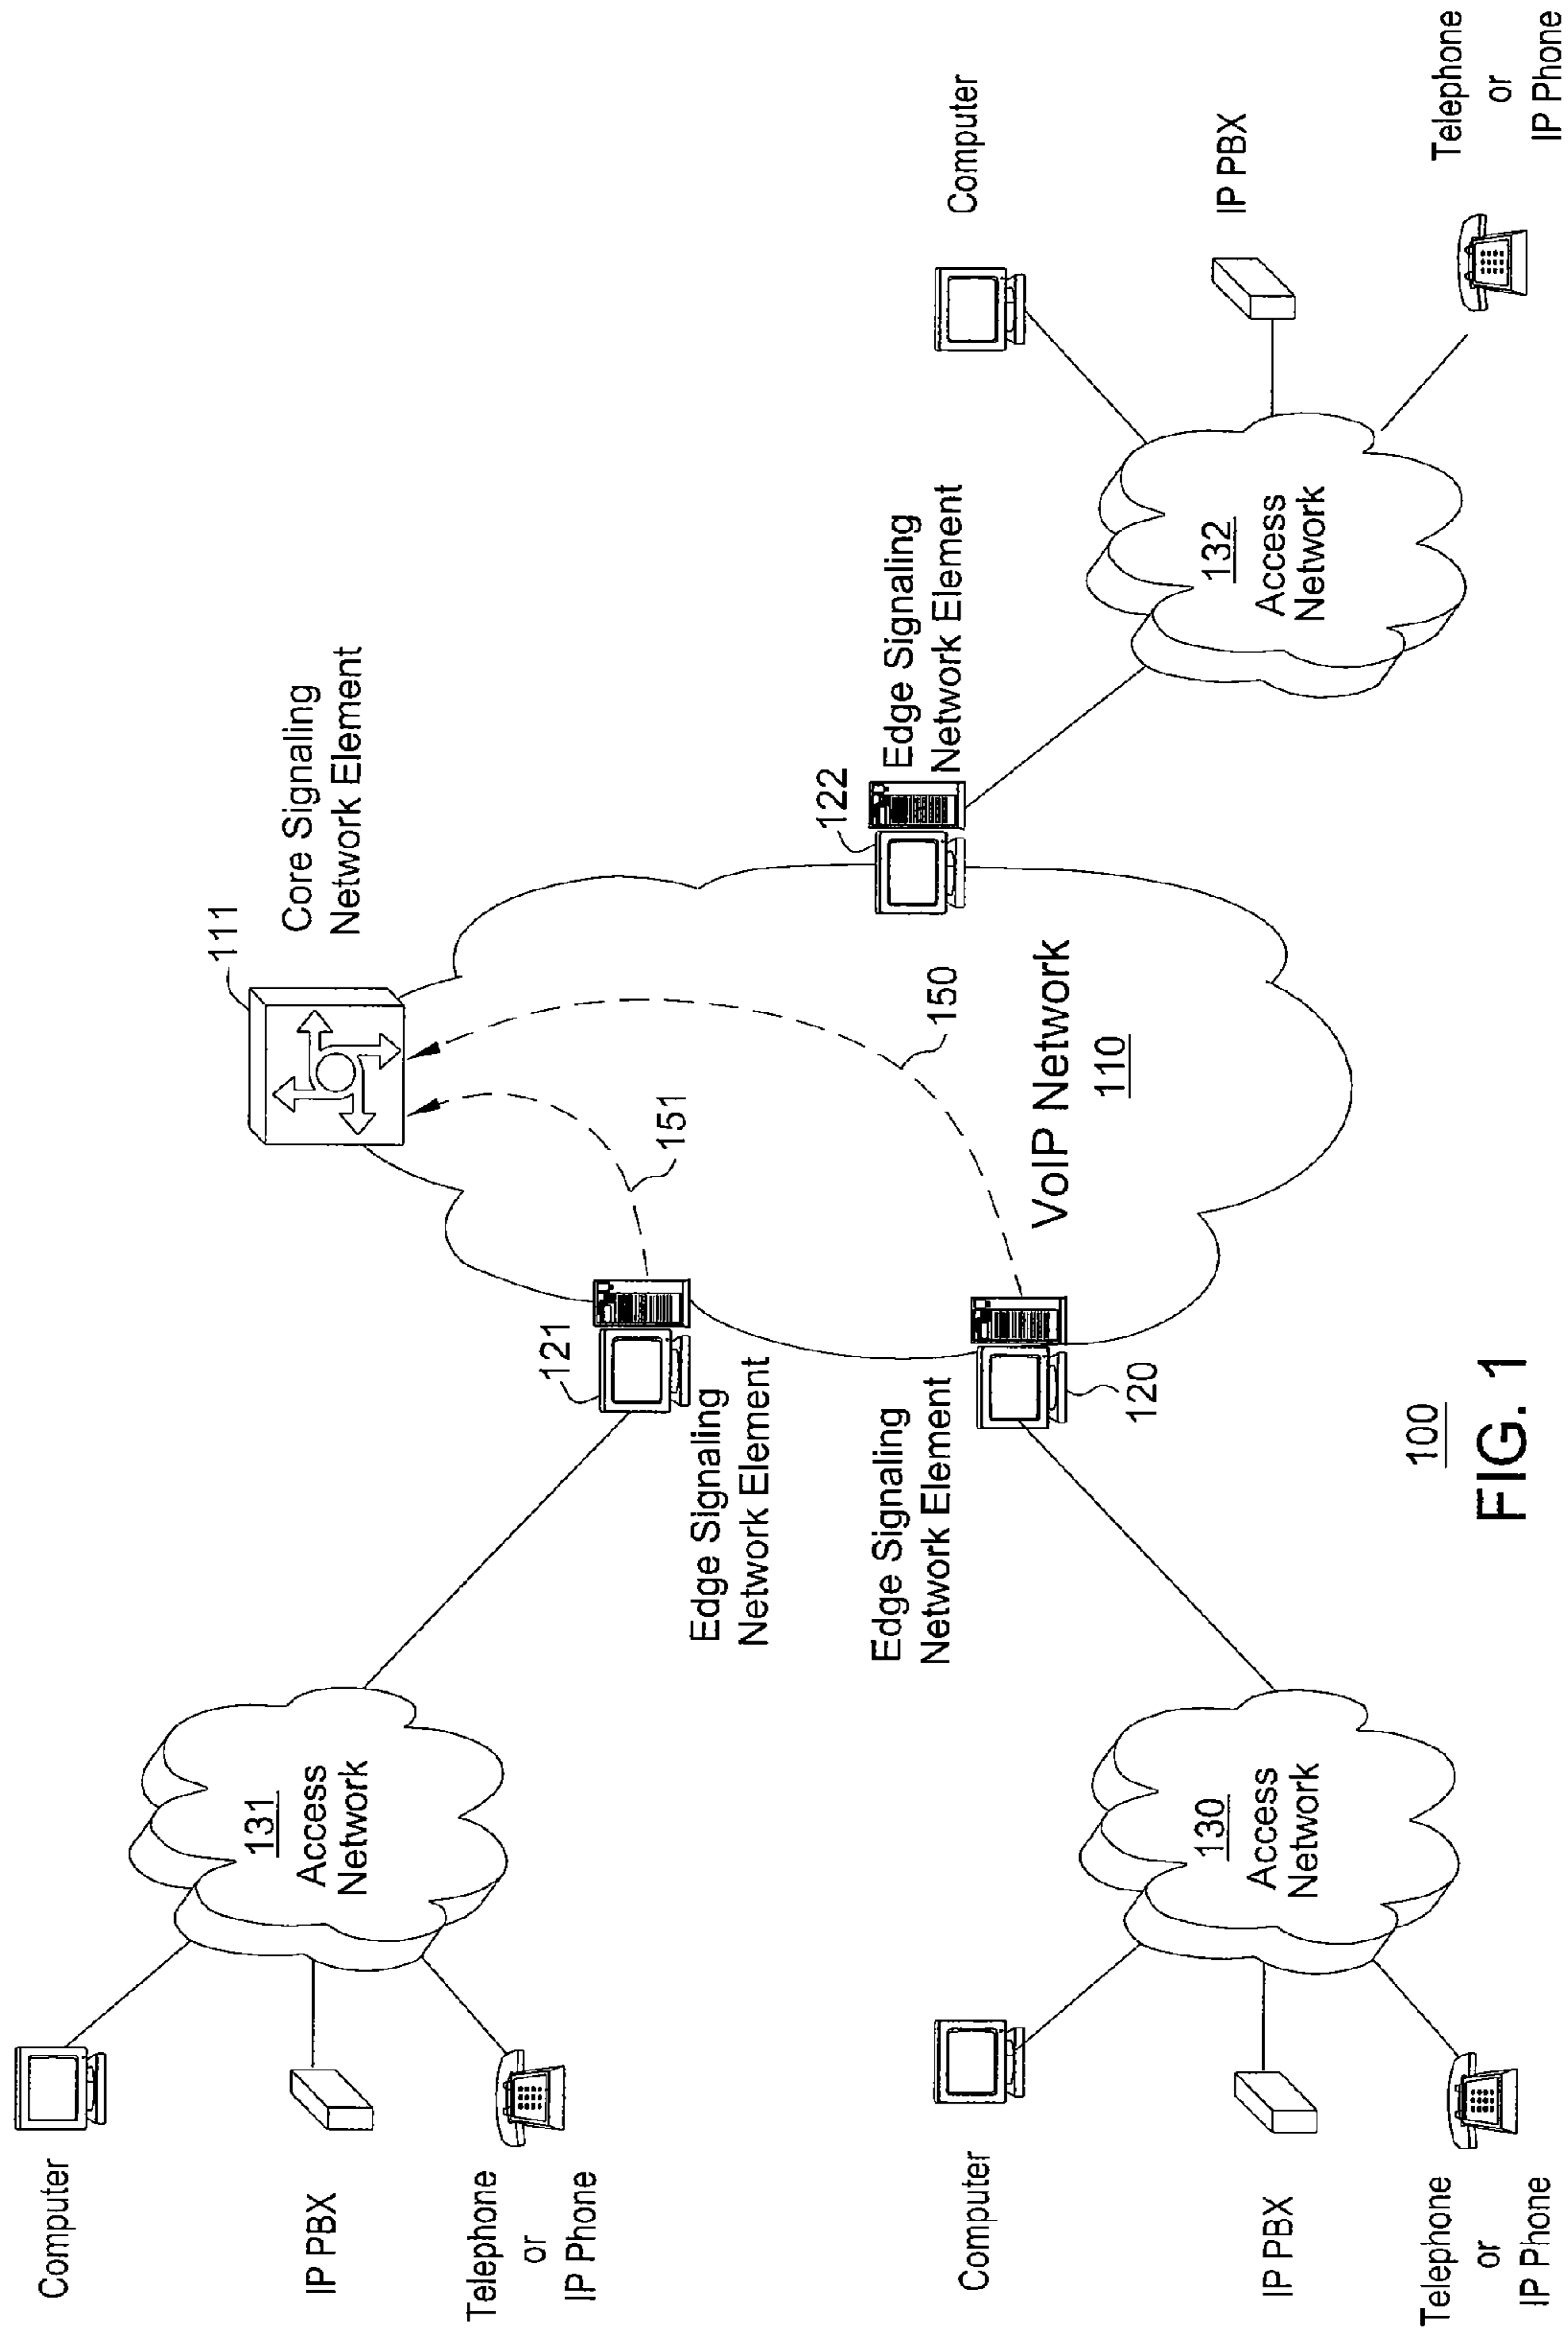 Computer
IP PBX
Telephone
or
IP Phone
131
Access
Network
121
Edge Signaling
Network Element
111
Core Signaling
Network Element
151
150
VoIP Network
110
122
Edge Signaling
Network Element
Computer
IP PBX
Telephone
or
IP Phone
132
Access
Network
Edge Signaling
Network Element
120
Computer
IP PBX
Telephone
or
IP Phone
130
Access
Network
100
FIG. 1